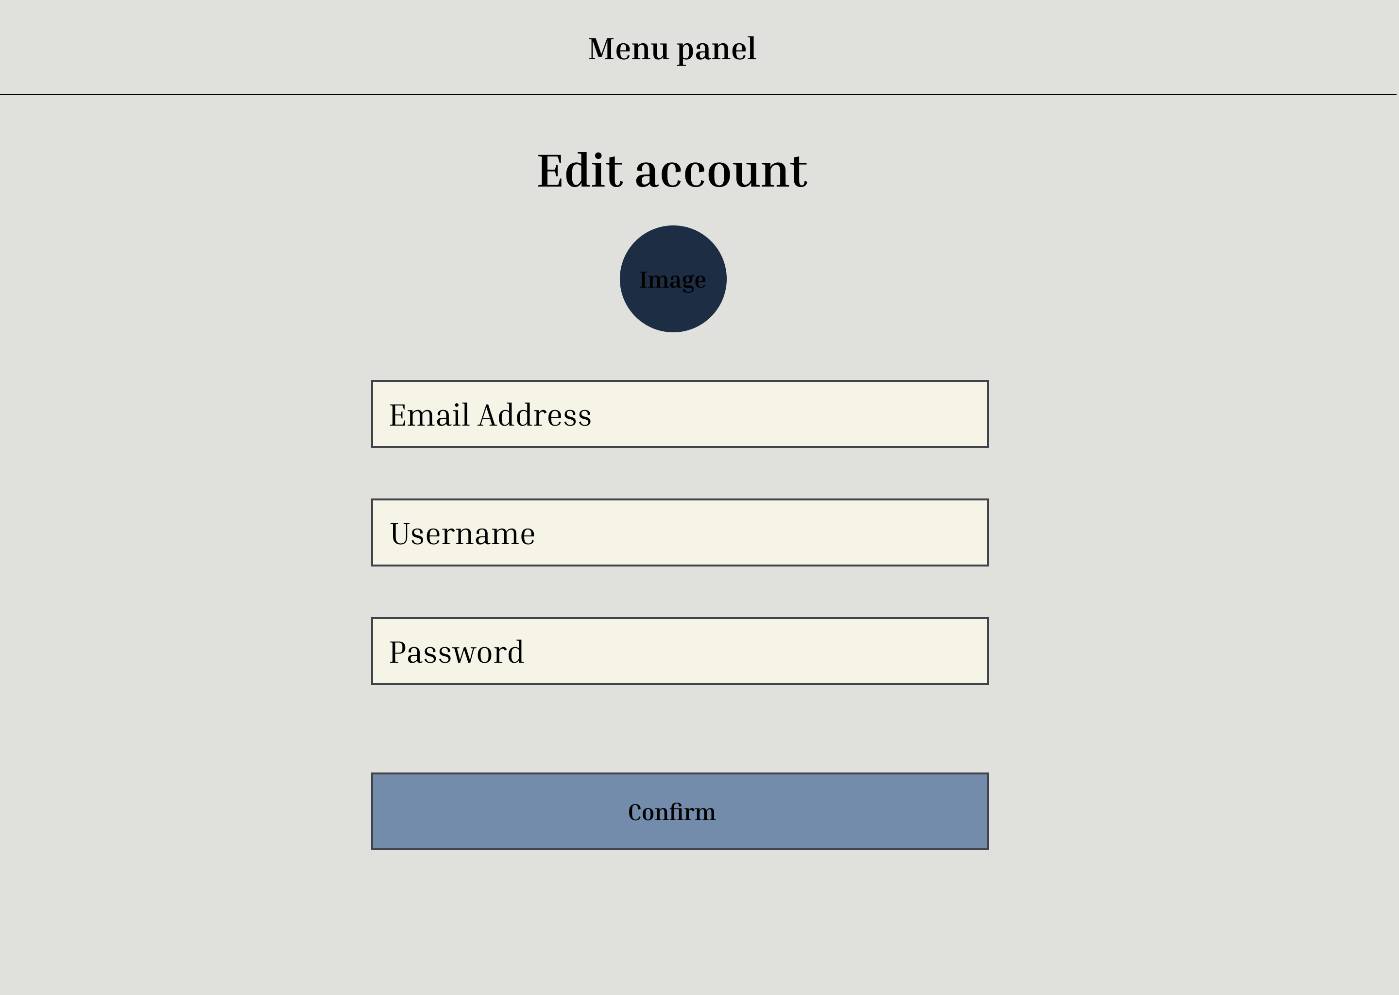 Menu panel
Edit account
Image
Email Address
Username
Password
Confirm